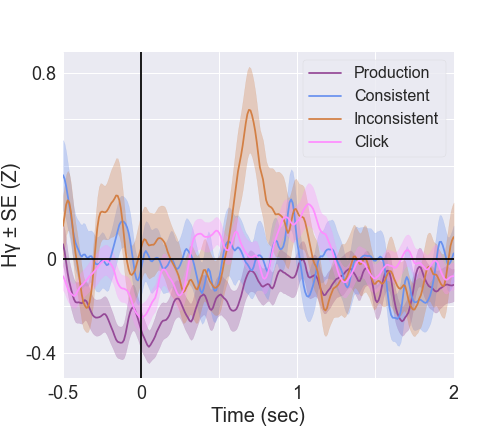 Production
Consistent
Inconsistent
Click
0.8
0
-0.4
Hγ ± SE (Z)
-0.5 0 1 2
Time (sec)